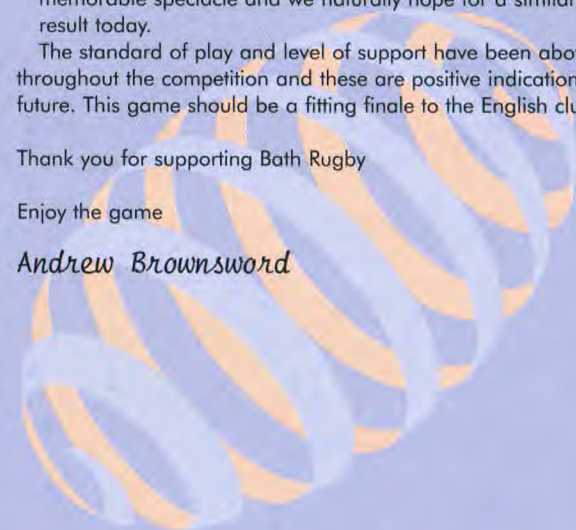 memorable spectacle and we naturally hope for a similar
result today.
The standard of play and level of support have been
throughout the competition and these are positive
future. This game should be a fitting finale to the English
Thank you for supporting Bath Rugby
Enjoy the game
Andrew Brownsword